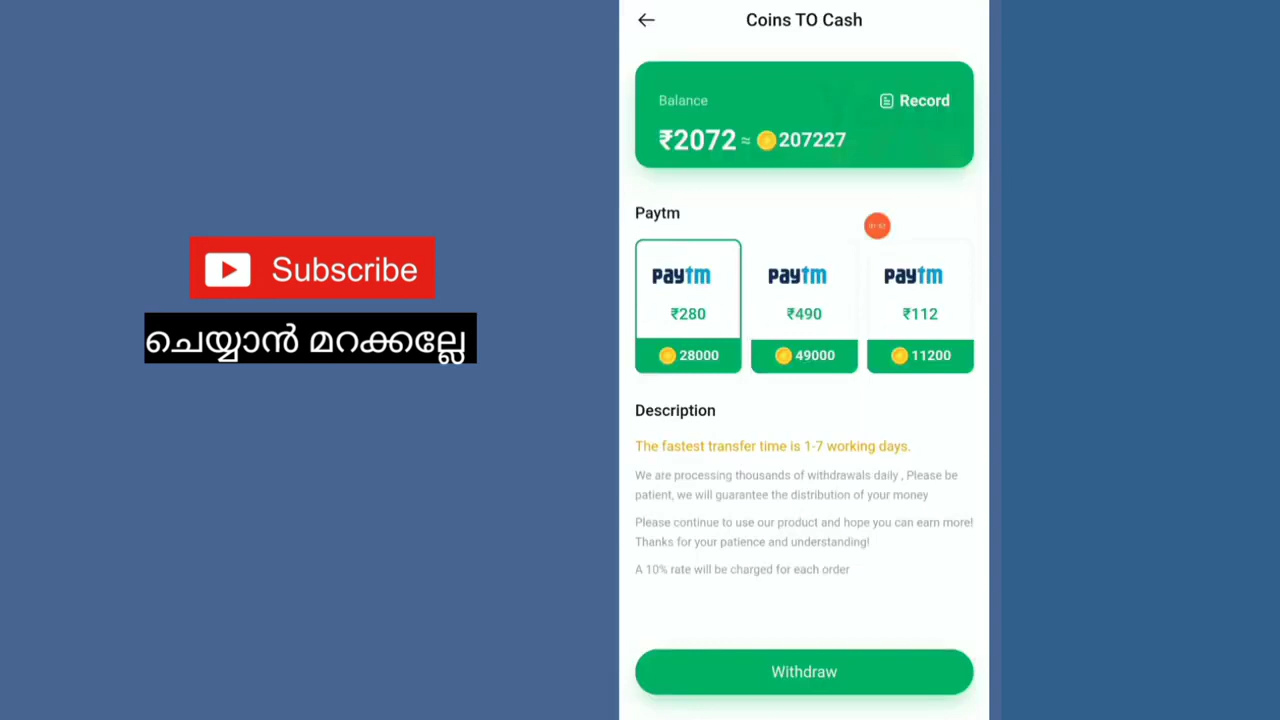 Coins TO Cash
Balance
Record
₹2072 ≈ 207227
Paytm
paytm
paytm
paytm
₹280
₹490
₹112
28000
49000
11200
Subscribe
ചെയ്യാൻ മറക്കല്ലേ
Description
The fastest transfer time is 1-7 working days.
We are processing thousands of withdrawals daily , Please be
patient, we will guarantee the distribution of your money
Please continue to use our product and hope you can earn more!
Thanks for your patience and understanding!
A 10% rate will be charged for each order
Withdraw